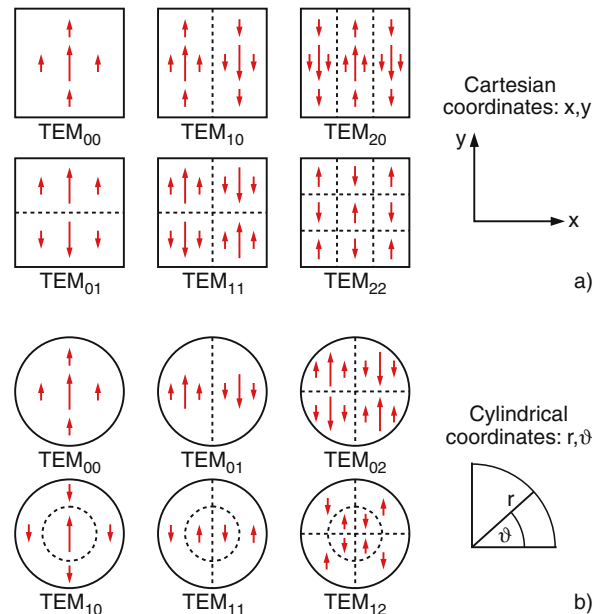 TEM00 TEM10 TEM20
Cartesian
coordinates: x,y
y
x
TEM01 TEM11 TEM22
a)
TEM00 TEM01 TEM02
Cylindrical
coordinates: r,ϑ
r
ϑ
TEM10 TEM11 TEM12
b)